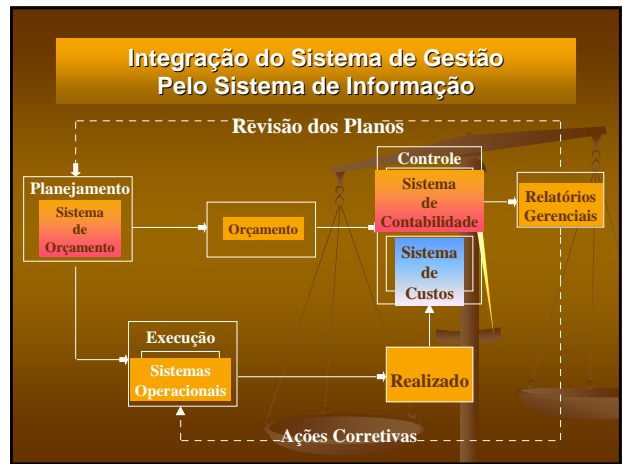 Integração do Sistema de Gestão
Pelo Sistema de Informação
Revisão dos Planos
Planejamento
Sistema
de
Orçamento
Orçamento
Controle
Sistema
de
Contabilidade
Sistema
de
Custos
Relatórios
Gerenciais
Execução
Sistemas
Operacionais
Realizado
Ações Corretivas